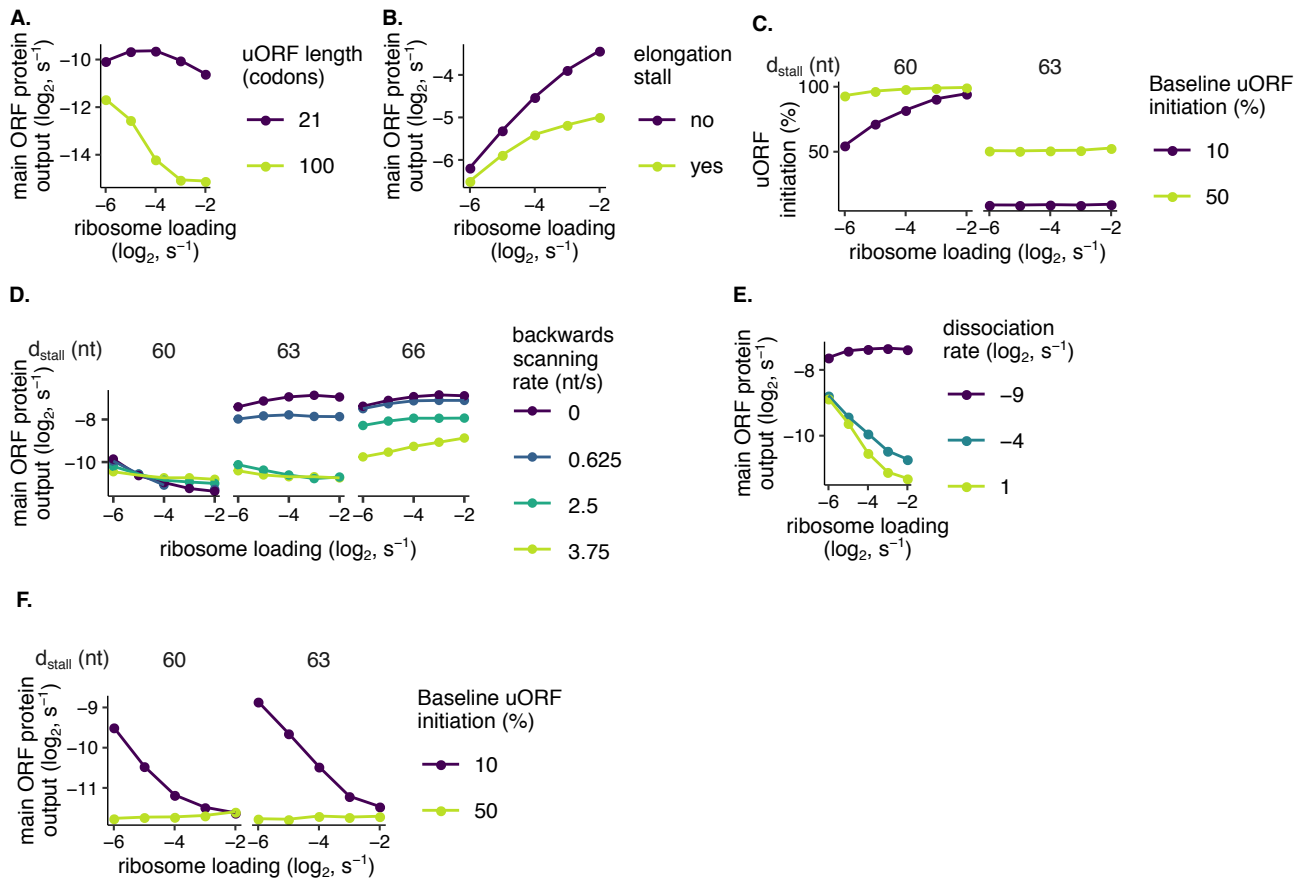 A.
main ORF protein
output (log2, s−1)
−10
−12
−14
−6
−4
−2
ribosome loading
(log2, s−1)
uORF length
(codons)
21
100
B.
main ORF protein
output (log2, s−1)
−4
−5
−6
−6
−4
−2
ribosome loading
(log2, s−1)
elongation
stall
no
yes
C.
dstall (nt)
60
63
uORF
initiation (%)
100
50
−6
−4
−2
−6
−4
−2
ribosome loading (log2, s−1)
Baseline uORF
initiation (%)
10
50
D.
dstall (nt)
60
63
66
main ORF protein
output (log2, s−1)
−8
−10
−6
−4
−2
−6
−4
−2
−6
−4
−2
ribosome loading (log2, s−1)
backwards
scanning
rate (nt/s)
0
0.625
2.5
3.75
E.
main ORF protein
output (log2, s−1)
−8
−10
−6
−4
−2
ribosome loading
(log2, s−1)
dissociation
rate (log2, s−1)
−9
−4
1
F.
dstall (nt)
60
63
main ORF protein
output (log2, s−1)
−9
−10
−11
−6
−4
−2
−6
−4
−2
ribosome loading (log2, s−1)
Baseline uORF
initiation (%)
10
50